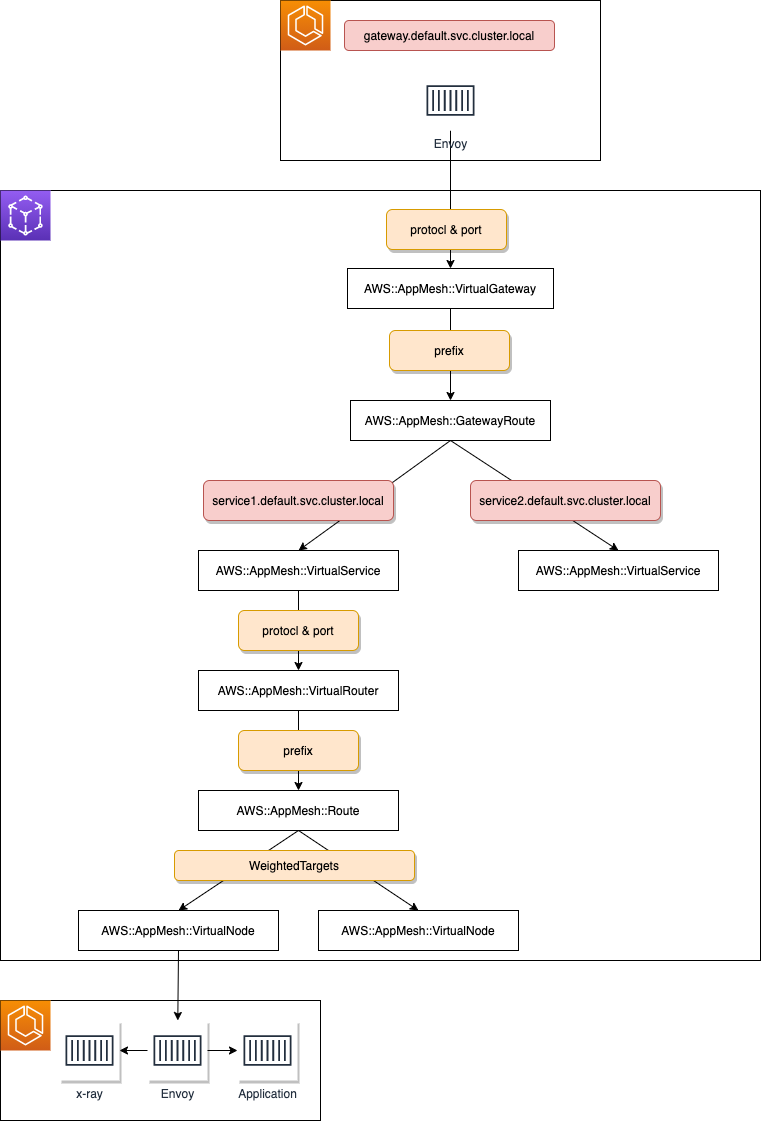 gateway.default.svc.cluster.local
Envoy
protocl & port
AWS::AppMesh::VirtualGateway
prefix
AWS::AppMesh::GatewayRoute
service1.default.svc.cluster.local
service2.default.svc.cluster.local
AWS::AppMesh::VirtualService
AWS::AppMesh::VirtualService
protocl & port
AWS::AppMesh::VirtualRouter
prefix
AWS::AppMesh::Route
WeightedTargets
AWS::AppMesh::VirtualNode
AWS::AppMesh::VirtualNode
x-ray
Envoy
Application